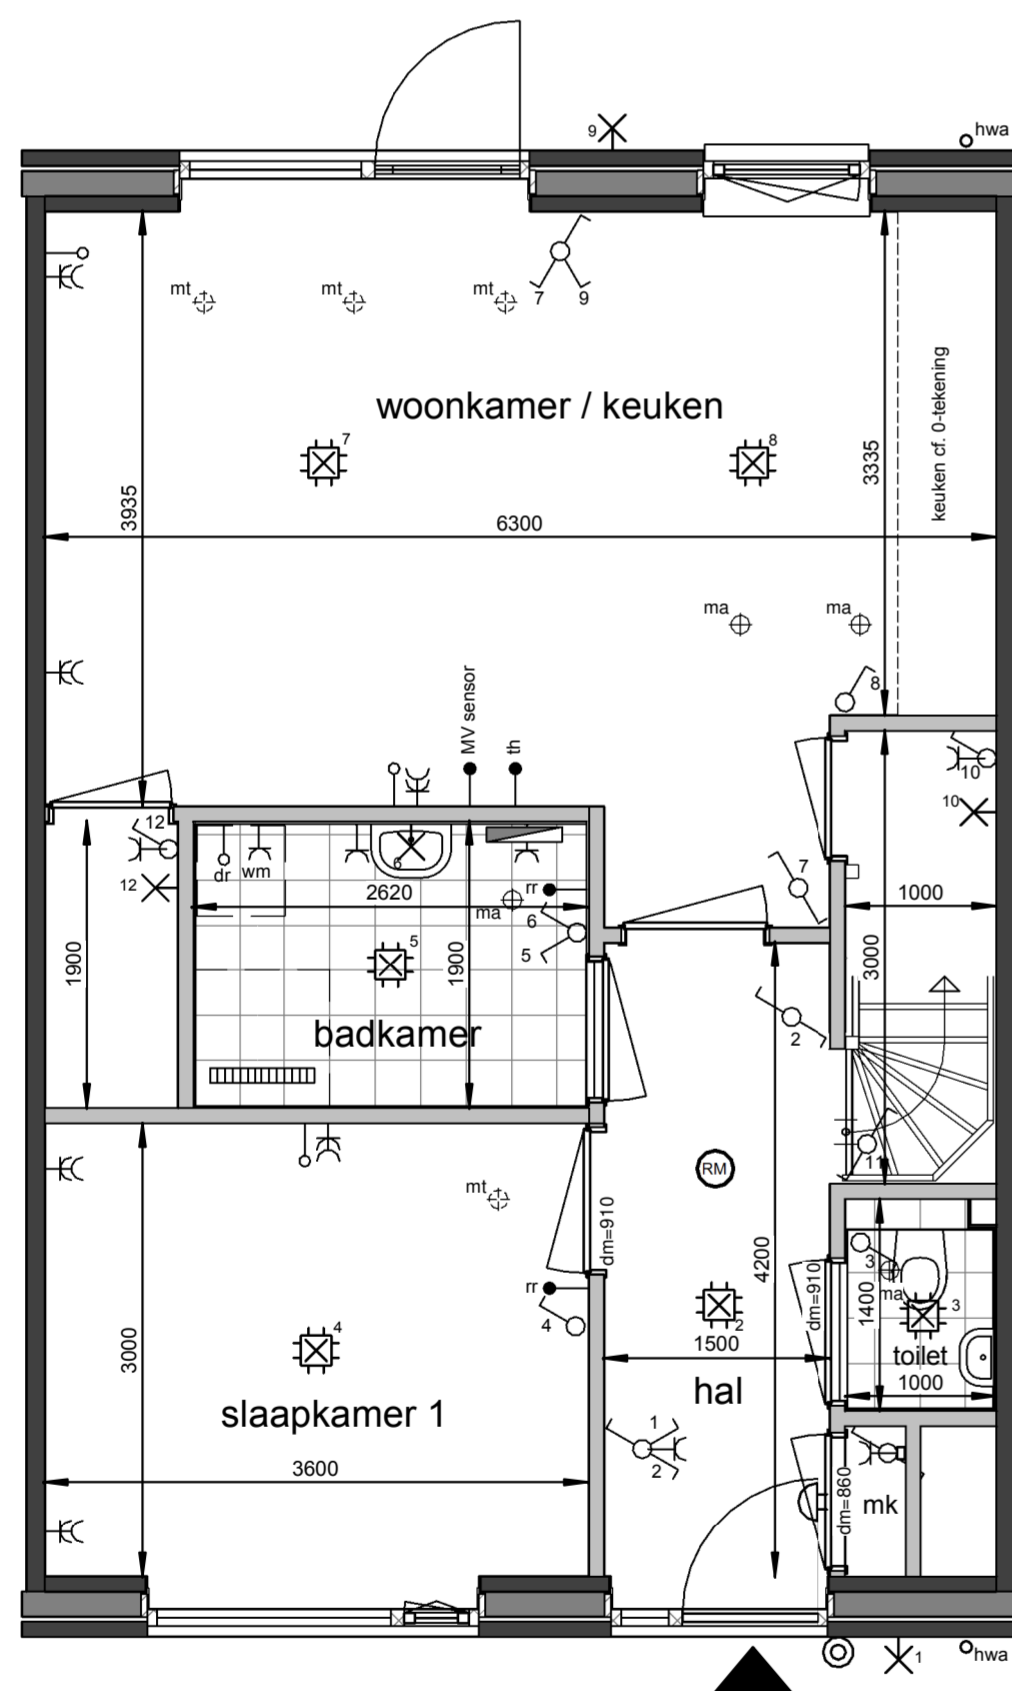 9
hwa
mt
mt
mt
7
9
woonkamer / keuken
7
8
keuken cf. 0-tekening
3935
3335
6300
ma
ma
8
MV sensor
th
10
10
12
12
dr
wm
6
2620
rr
ma
6
5
5
7
1000
1900
1900
3000
badkamer
2
11
RM
mt
dm=910
4200
rr
4
4
3000
2
1500
dm=910
3
ma
1400
3
toilet
1000
hal
slaapkamer 1
3600
1
2
dm=860
mk
1
hwa